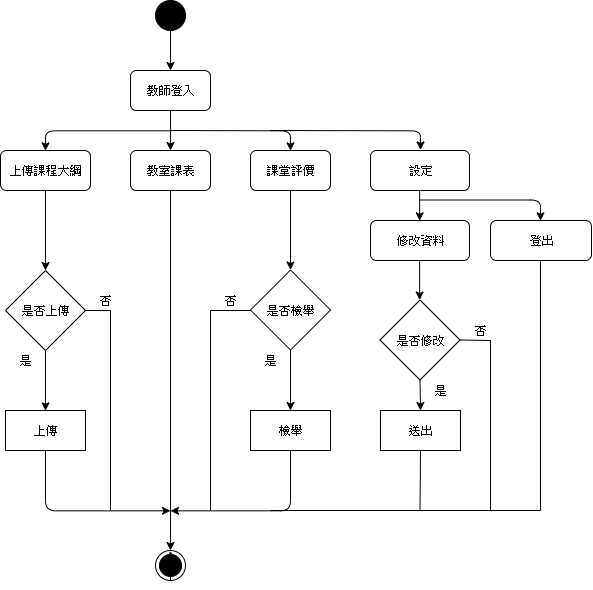 教師登入
上傳課程大綱
教室課表
課堂評價
設定
修改資料
登出
是否上傳
否
否
是否檢舉
是否修改
否
是
是
是
上傳
檢舉
送出